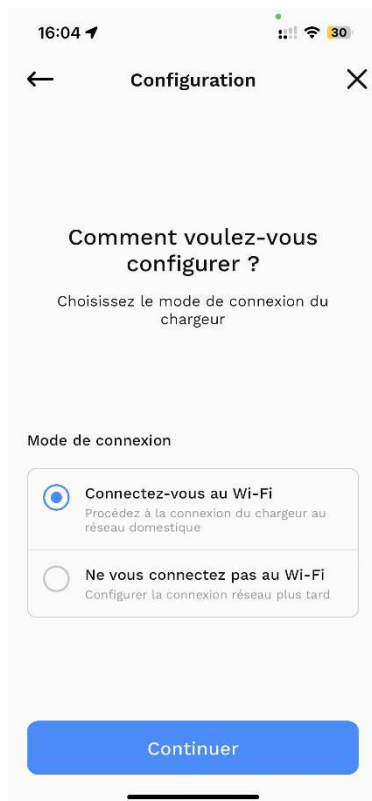 16:04
30
Configuration
Comment voulez-vous
configurer ?
Choisissez le mode de connexion du
chargeur
Mode de connexion
Connectez-vous au Wi-Fi
Procédez à la connexion du chargeur au
réseau domestique
Ne vous connectez pas au Wi-Fi
Configurer la connexion réseau plus tard
Continuer